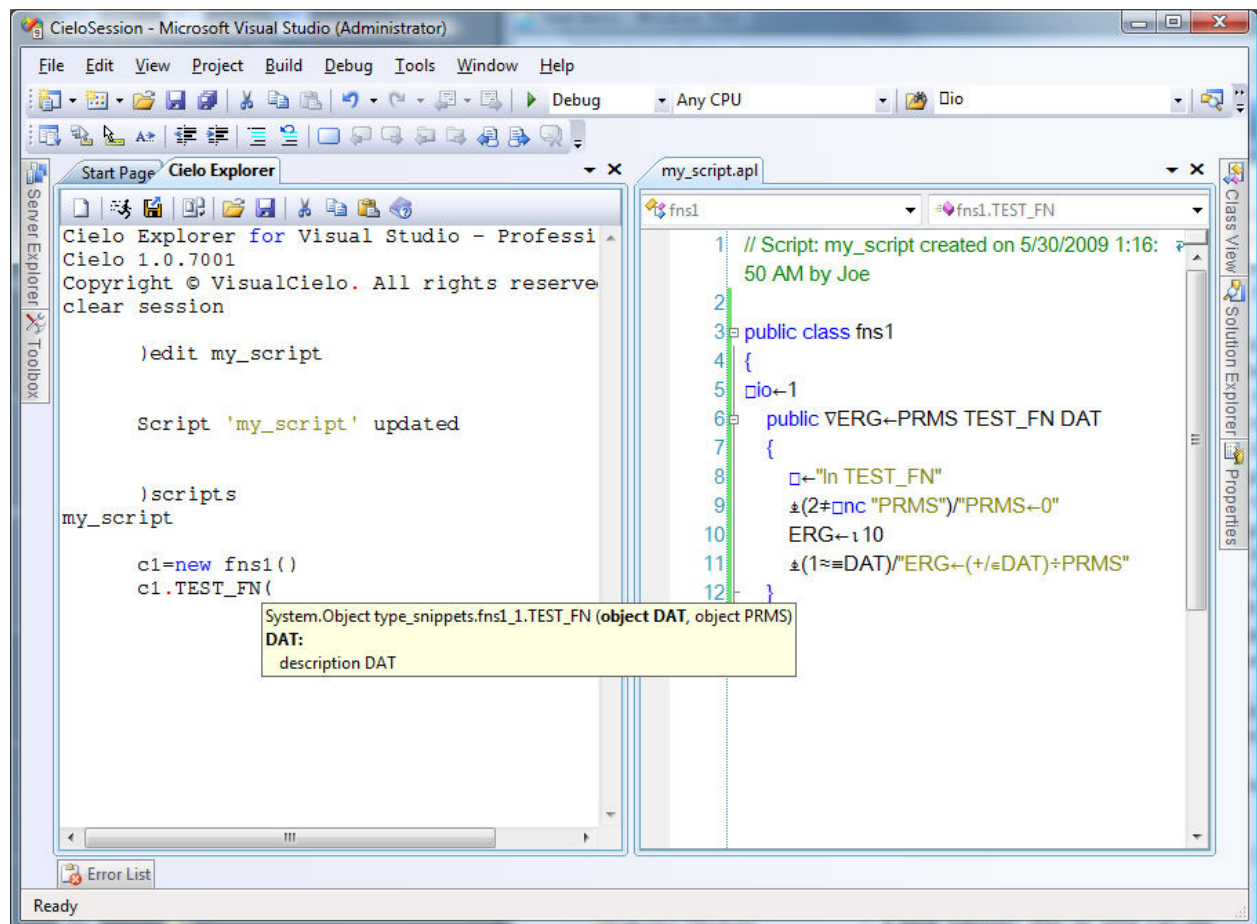 CieloSession - Microsoft Visual Studio (Administrator)
File Edit View Project Build Debug Tools Window Help
Debug Any CPU ⎕io
Server Explorer
Toolbox
Start Page Cielo Explorer
Cielo Explorer for Visual Studio - Professi
Cielo 1.0.7001
Copyright © VisualCielo. All rights reserve
clear session
)edit my_script
Script 'my_script' updated
)scripts
my_script
c1=new fns1()
c1.TEST_FN(
System.Object type_snippets.fns1_1.TEST_FN (object DAT, object PRMS)
DAT:
description DAT
my_script.apl
fns1 fns1.TEST_FN
1 // Script: my_script created on 5/30/2009 1:16:
50 AM by Joe
2
3 public class fns1
4 {
5 ⎕io←1
6 public ∇ERG←PRMS TEST_FN DAT
7 {
8 ⎕←"In TEST_FN"
9 ⍎(2≠⎕nc "PRMS")/"PRMS←0"
10 ERG←⍳10
11 ⍎(1≈≡DAT)/"ERG←(+/∊DAT)÷PRMS"
12 }
Class View
Solution Explorer
Properties
Error List
Ready